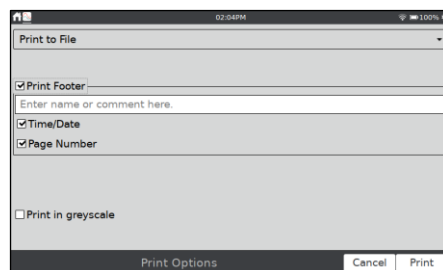 02:04PM
100%
Print to File
Print Footer
Enter name or comment here.
Time/Date
Page Number
Print in greyscale
Print Options
Cancel
Print